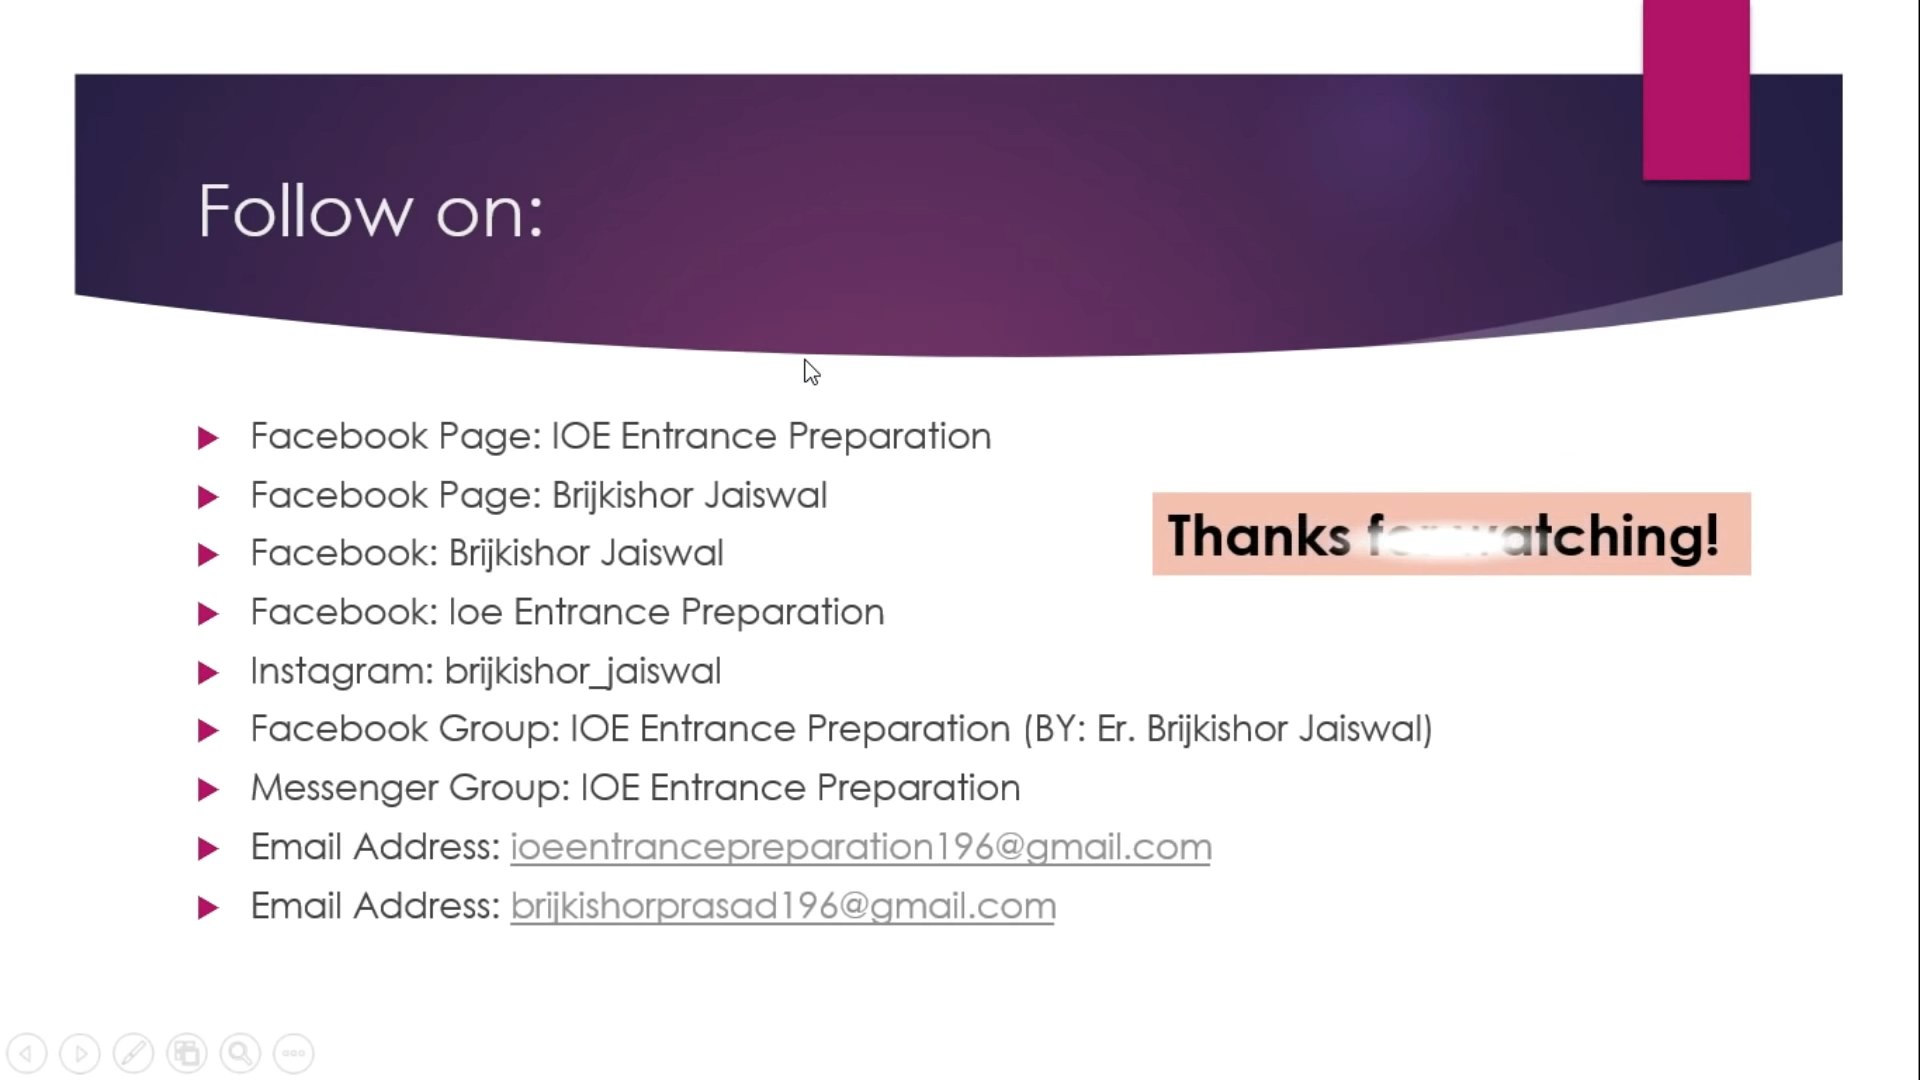 Follow on:
Facebook Page: IOE Entrance Preparation
Facebook Page: Brijkishor Jaiswal
Facebook: Brijkishor Jaiswal
Facebook: Ioe Entrance Preparation
Instagram: brijkishor_jaiswal
Facebook Group: IOE Entrance Preparation (BY: Er. Brijkishor Jaiswal)
Messenger Group: IOE Entrance Preparation
Email Address: ioeentrancepreparation196@gmail.com
Email Address: brijkishorprasad196@gmail.com
Thanks for watching!